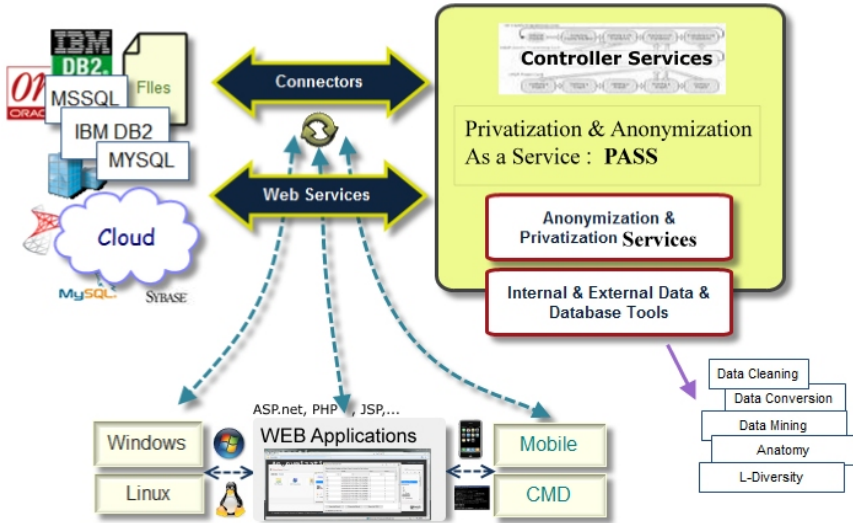 IBM
DB2.
Files
ORACL
MSSQL
IBM DB2
MYSQL
Cloud
MySQL
SYBASE
Connectors
Web Services
Controller Services
Privatization & Anonymization
As a Service : PASS
Anonymization &
Privatization Services
Internal & External Data &
Database Tools
Data Cleaning
Data Conversion
Data Mining
Anatomy
L-Diversity
ASP.net, PHP , JSP,...
WEB Applications
Windows
Linux
Mobile
CMD